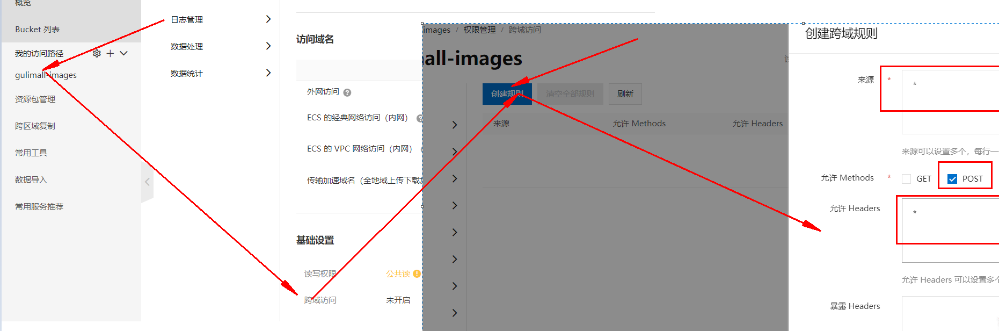 概览
Bucket 列表
我的访问路径
gulimall-images
资源包管理
跨区域复制
常用工具
数据导入
常用服务推荐
日志管理
数据处理
数据统计
访问域名
外网访问
ECS 的经典网络访问（内网）
ECS 的 VPC 网络访问（内网）
传输加速域名（全地域上传下载
基础设置
读写权限
公共读
跨域访问
未开启
images / 权限管理 / 跨域访问
all-images
创建规则
清空全部规则
刷新
来源
允许 Methods
允许 Headers
创建跨域规则
来源
*
*
来源可以设置多个，每行一
允许 Methods
*
GET
POST
允许 Headers
*
允许 Headers 可以设置多个
暴露 Headers